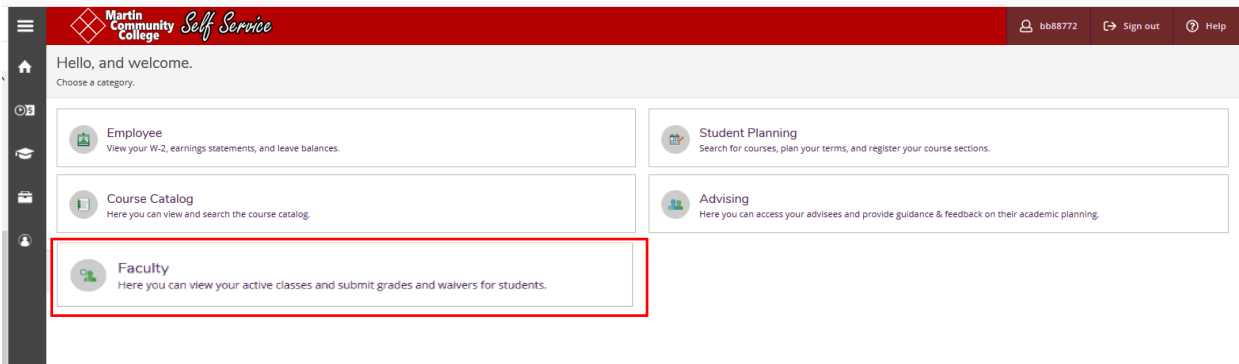 Martin
Community
College
Self Service
bb88772
Sign out
Help
Hello, and welcome.
Choose a category.
Employee
View your W-2, earnings statements, and leave balances.
Student Planning
Search for courses, plan your terms, and register your course sections.
Course Catalog
Here you can view and search the course catalog.
Advising
Here you can access your advisees and provide guidance & feedback on their academic planning.
Faculty
Here you can view your active classes and submit grades and waivers for students.